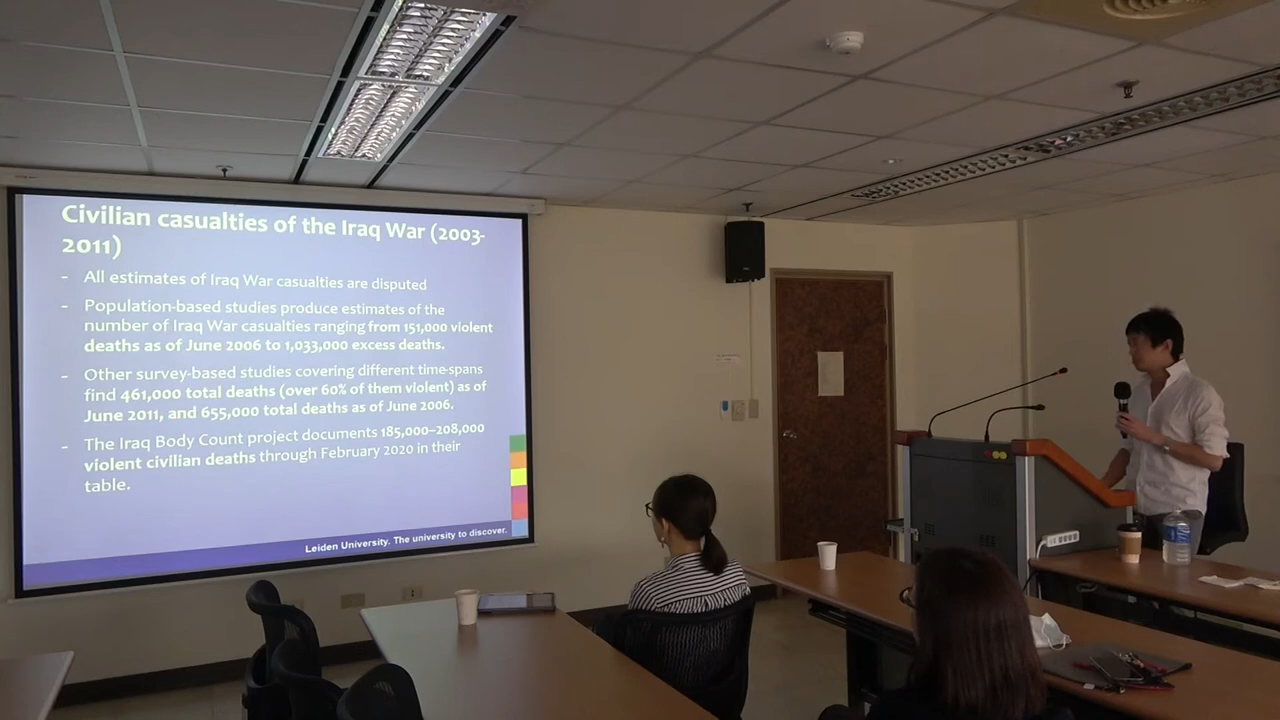 Civilian casualties of the Iraq War (2003-
2011)
- All estimates of Iraq War casualties are disputed
- Population-based studies produce estimates of the
number of Iraq War casualties ranging from 151,000 violent
deaths as of June 2006 to 1,033,000 excess deaths.
- Other survey-based studies covering different time-spans
find 461,000 total deaths (over 60% of them violent) as of
June 2011, and 655,000 total deaths as of June 2006.
- The Iraq Body Count project documents 185,000–208,000
violent civilian deaths through February 2020 in their
table.
Leiden University. The university to discover.